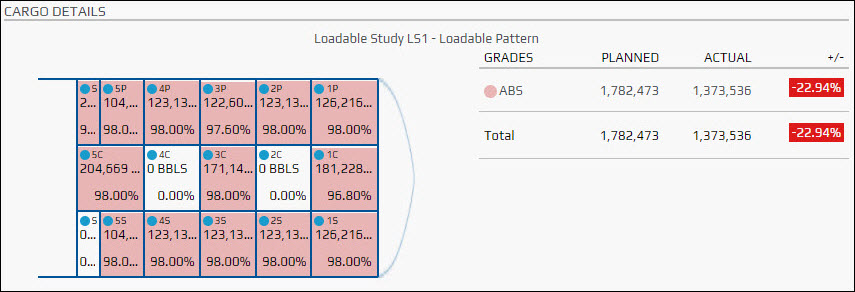 CARGO DETAILS
Loadable Study LS1 - Loadable Pattern
S 5P 4P 3P 2P 1P
2... 104,... 123,13... 122,60... 123,13... 126,216...
9... 98.0... 98.00% 97.60% 98.00% 98.00%
5C 4C 3C 2C 1C
204,669 ... 0 BBLS 171,14... 0 BBLS 181,228...
98.00% 0.00% 98.00% 0.00% 96.80%
S 5S 4S 3S 2S 1S
0... 104,... 123,13... 123,13... 123,13... 126,216...
0... 98.0... 98.00% 98.00% 98.00% 98.00%
GRADES PLANNED ACTUAL +/-
ABS 1,782,473 1,373,536 -22.94%
Total 1,782,473 1,373,536 -22.94%